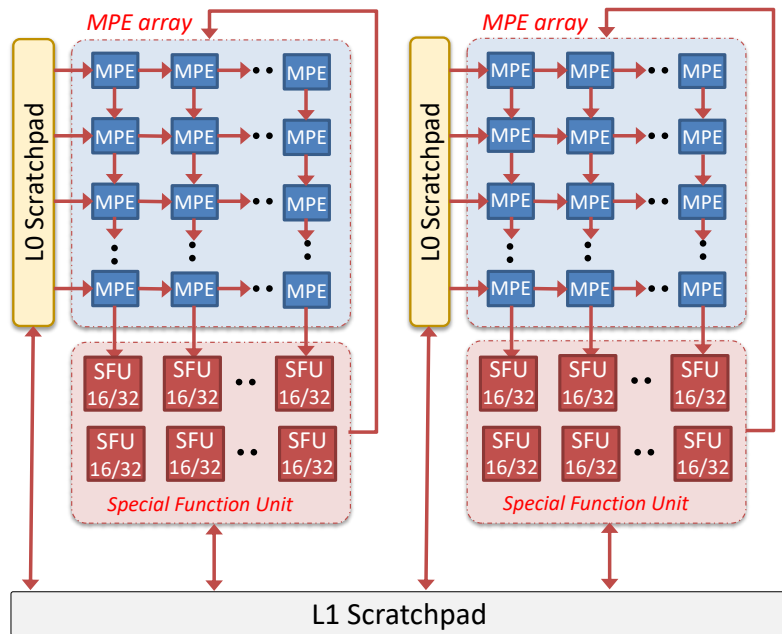 MPE array
L0 Scratchpad
MPE MPE •• MPE
MPE MPE •• MPE
MPE MPE •• MPE
MPE MPE •• MPE
SFU 16/32 SFU 16/32 •• SFU 16/32
SFU 16/32 SFU 16/32 •• SFU 16/32
Special Function Unit
MPE array
L0 Scratchpad
MPE MPE •• MPE
MPE MPE •• MPE
MPE MPE •• MPE
MPE MPE •• MPE
SFU 16/32 SFU 16/32 •• SFU 16/32
SFU 16/32 SFU 16/32 •• SFU 16/32
Special Function Unit
L1 Scratchpad